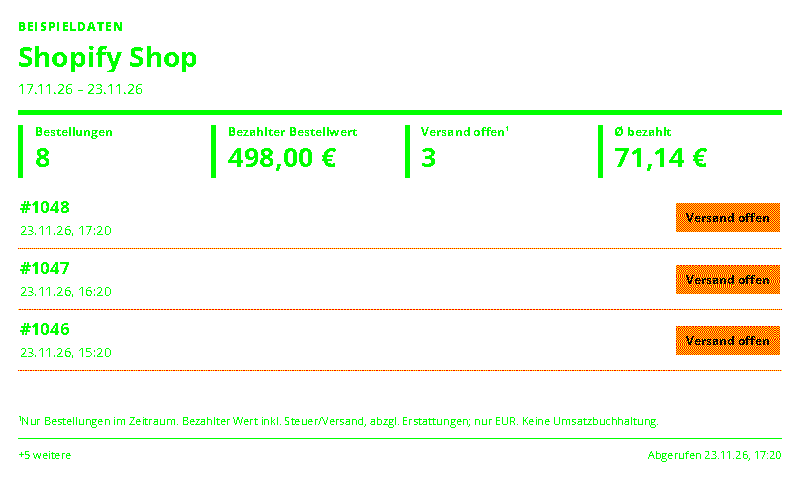 BEISPIELDATEN
Shopify Shop
17.11.26 – 23.11.26
Bestellungen
8
Bezahlter Bestellwert
498,00 €
Versand offen¹
3
Ø bezahlt
71,14 €
#1048
23.11.26, 17:20
Versand offen
#1047
23.11.26, 16:20
Versand offen
#1046
23.11.26, 15:20
Versand offen
¹Nur Bestellungen im Zeitraum. Bezahlter Wert inkl. Steuer/Versand, abzgl. Erstattungen; nur EUR. Keine Umsatzbuchhaltung.
+5 weitere
Abgerufen 23.11.26, 17:20